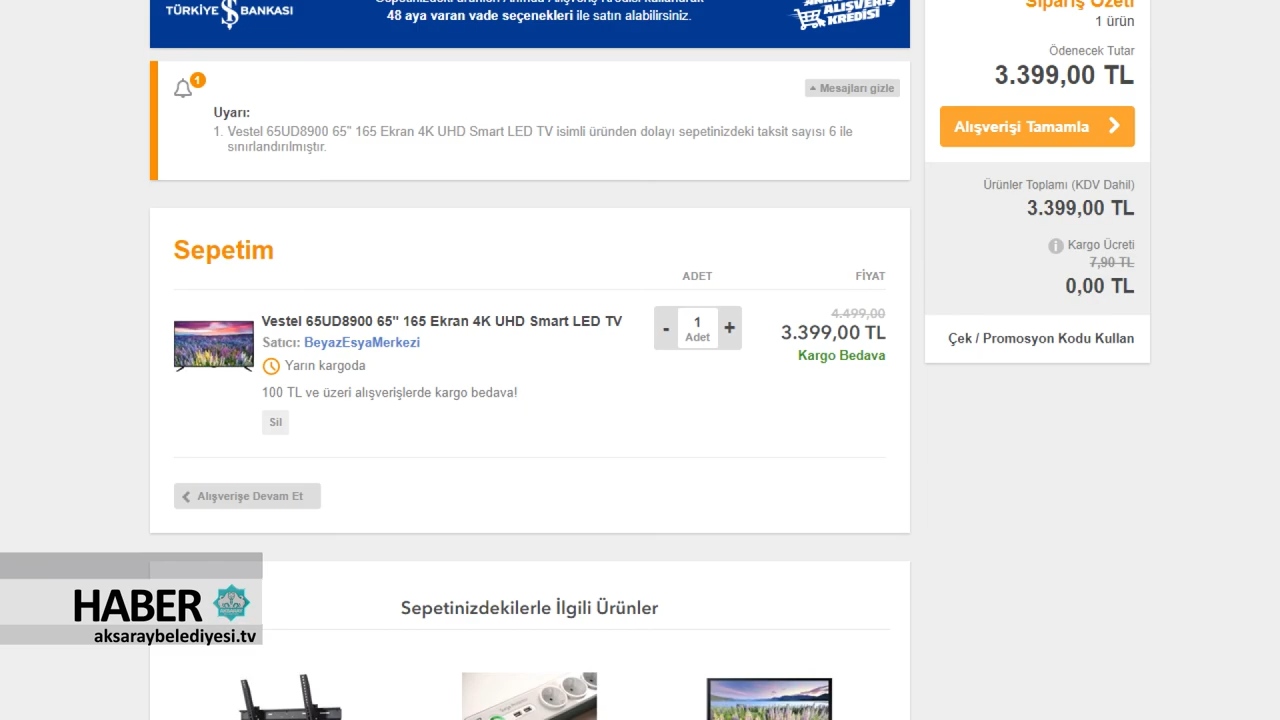 TÜRKİYE İŞ BANKASI
48 aya varan vade seçenekleri ile satın alabilirsiniz.
ALIŞVERİŞ
KREDİSİ
Sipariş Özeti
1 ürün
Ödenecek Tutar
3.399,00 TL
Alışverişi Tamamla
Ürünler Toplamı (KDV Dahil)
3.399,00 TL
Kargo Ücreti
7,90 TL
0,00 TL
Çek / Promosyon Kodu Kullan
1
Mesajları gizle
Uyarı:
1. Vestel 65UD8900 65" 165 Ekran 4K UHD Smart LED TV isimli üründen dolayı sepetinizdeki taksit sayısı 6 ile
sınırlandırılmıştır.
Sepetim
ADET
FİYAT
Vestel 65UD8900 65" 165 Ekran 4K UHD Smart LED TV
Satıcı: BeyazEsyaMerkezi
Yarın kargoda
100 TL ve üzeri alışverişlerde kargo bedava!
Sil
- 1 +
Adet
4.499,00
3.399,00 TL
Kargo Bedava
Alışverişe Devam Et
Sepetinizdekilerle İlgili Ürünler
HABER
aksaraybelediyesi.tv